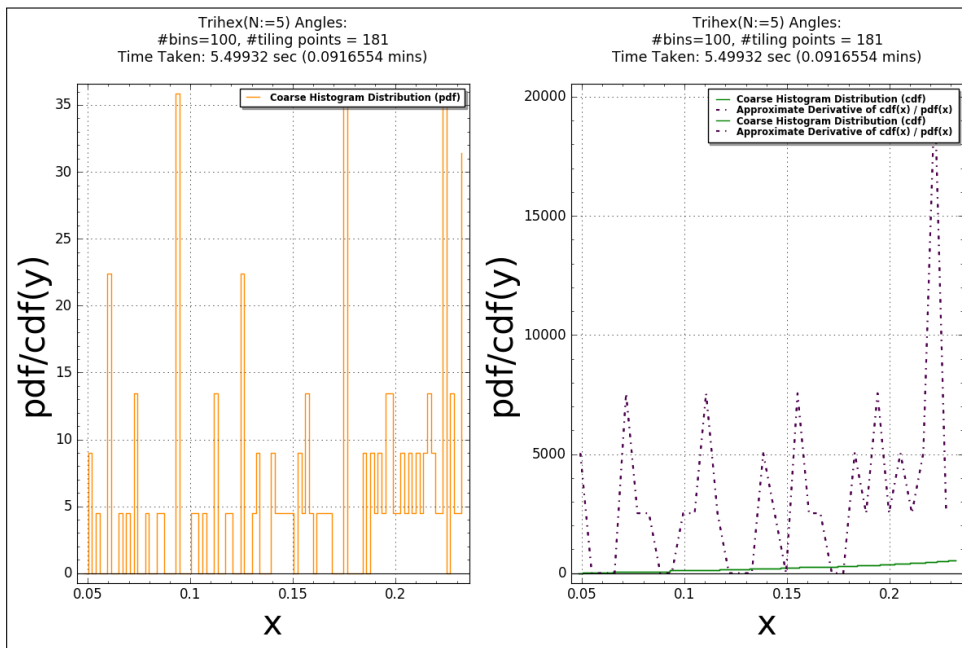 Trihex(N:=5) Angles:
#bins=100, #tiling points = 181
Time Taken: 5.49932 sec (0.0916554 mins)
Coarse Histogram Distribution (pdf)
35
30
25
20
15
10
5
0
0.05
0.1
0.15
0.2
pdf/cdf(y)
x
Trihex(N:=5) Angles:
#bins=100, #tiling points = 181
Time Taken: 5.49932 sec (0.0916554 mins)
Coarse Histogram Distribution (cdf)
Approximate Derivative of cdf(x) / pdf(x)
Coarse Histogram Distribution (cdf)
Approximate Derivative of cdf(x) / pdf(x)
20000
15000
10000
5000
0
0.05
0.1
0.15
0.2
pdf/cdf(y)
x